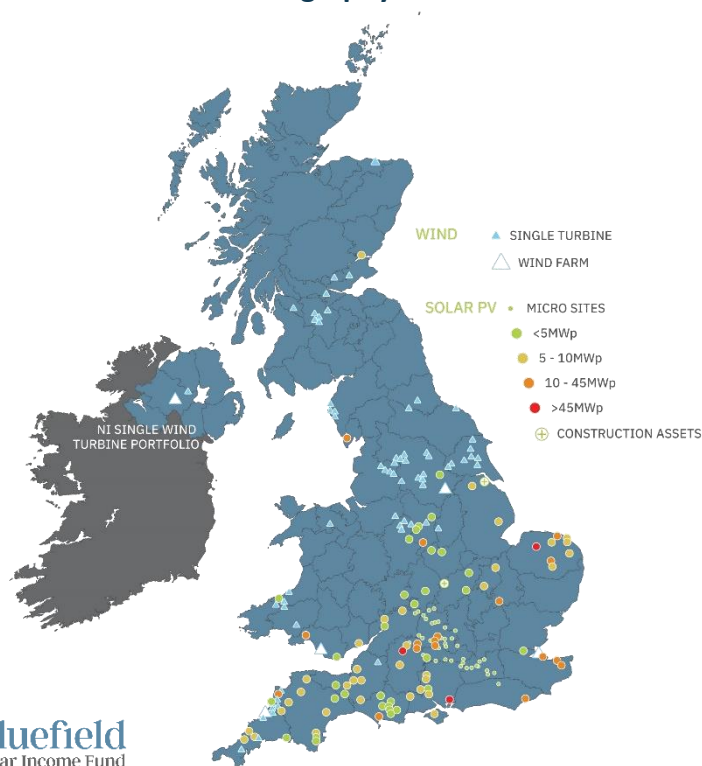 WIND
SINGLE TURBINE
WIND FARM
SOLAR PV
MICRO SITES
<5MWp
5 - 10MWp
10 - 45MWp
>45MWp
CONSTRUCTION ASSETS
NI SINGLE WIND
TURBINE PORTFOLIO
luefield
ar Income Fund